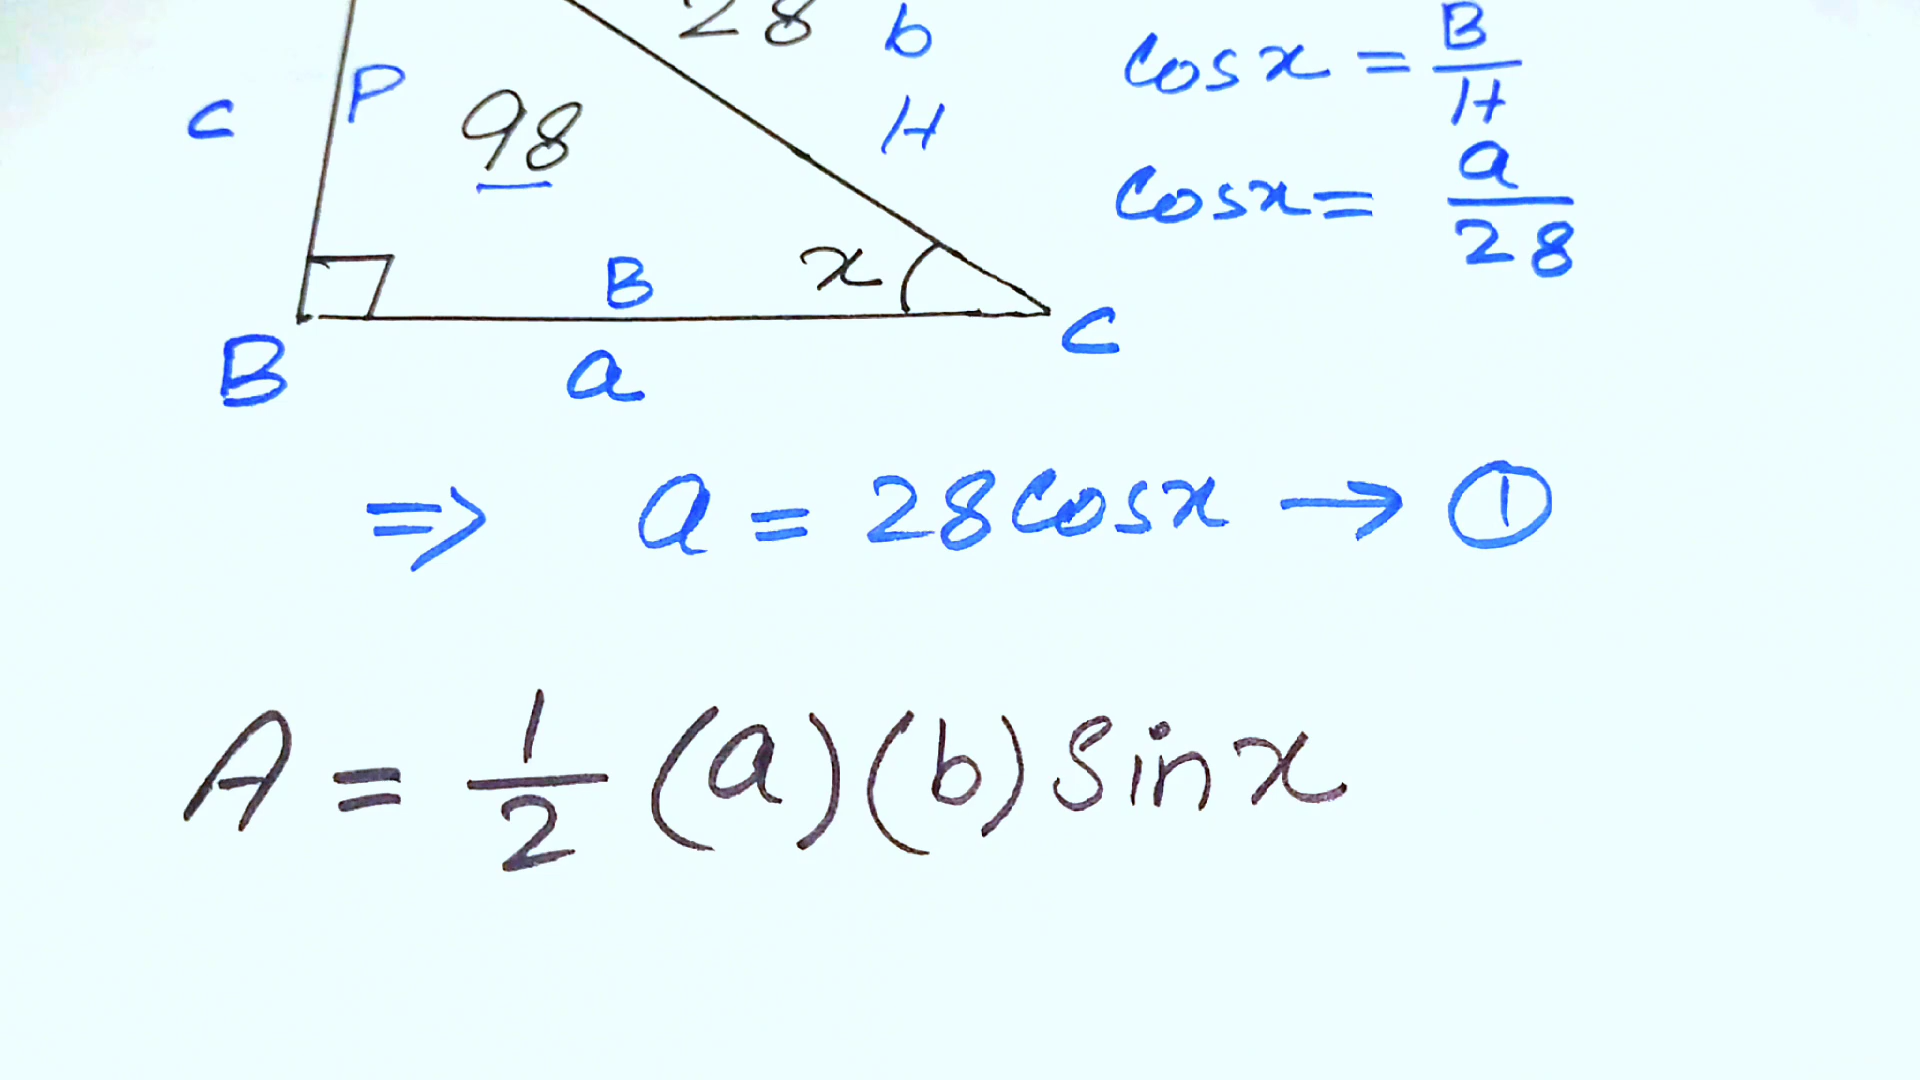 28 b
cos x = B/H
c P 98 H
cos x = a/28
B x
B a C
⇒ a = 28 cos x → ①
A = 1/2 (a)(b) sin x